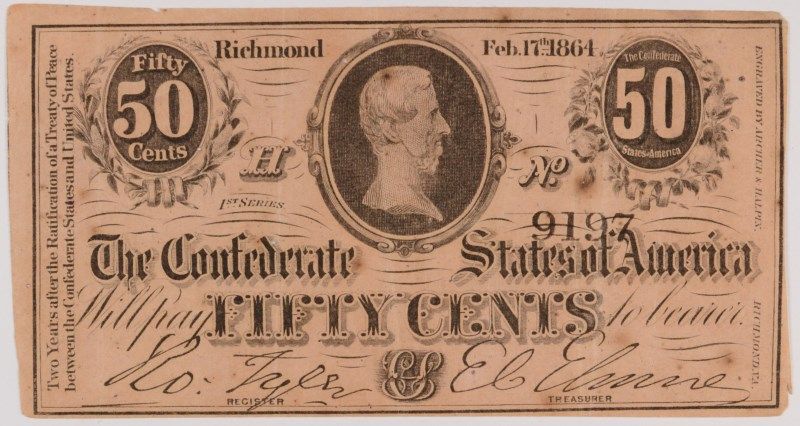 Two Years after the Ratification of a Treaty of Peace
between the Confederate States and United States.
Fifty
50
Cents
Richmond
Feb. 17th. 1864
The Confederate
50
States of America
H
No
1ST SERIES
9197
The Confederate States of America
Will pay FIFTY CENTS to bearer.
Ro. Tyler
REGISTER
CS
E C Elmore
TREASURER
ENGRAVED BY ARCHER & HALPIN
RICHMOND, VA.